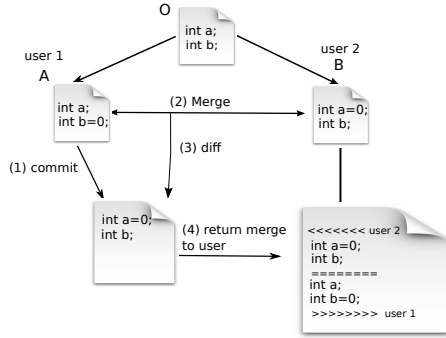 O
int a;
int b;
user 1
user 2
A
B
int a;
int b=0;
(2) Merge
int a=0;
int b;
(3) diff
(1) commit
int a=0;
int b;
(4) return merge
to user
<<<<<<< user 2
int a=0;
int b;
========
int a;
int b=0;
>>>>>>>> user 1